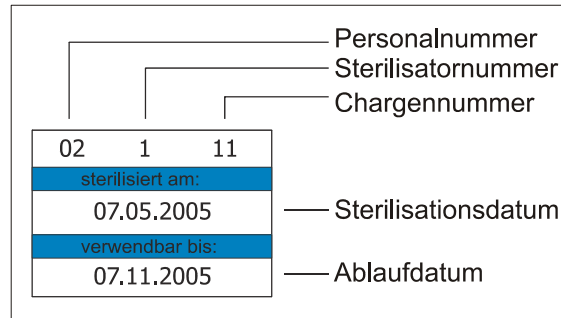 Personalnummer
Sterilisatornummer
Chargennummer
02 1 11
sterilisiert am:
07.05.2005
Sterilisationsdatum
verwendbar bis:
07.11.2005
Ablaufdatum